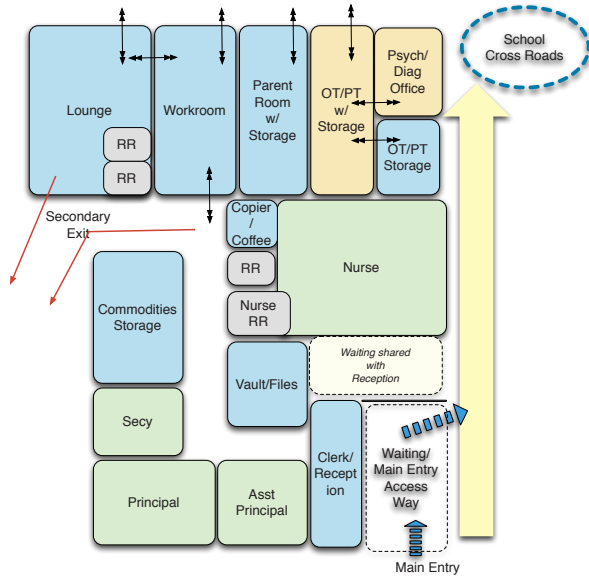 School
Cross Roads
Psych/
Diag
Office
Lounge
Workroom
Parent
Room
w/
Storage
OT/PT
w/
Storage
OT/PT
Storage
RR
RR
Secondary
Exit
Copier
/
Coffee
Nurse
RR
Nurse
RR
Commodities
Storage
Waiting shared
with
Reception
Vault/Files
Secy
Clerk/
Recept
ion
Waiting/
Main Entry
Access
Way
Principal
Asst
Principal
Main Entry